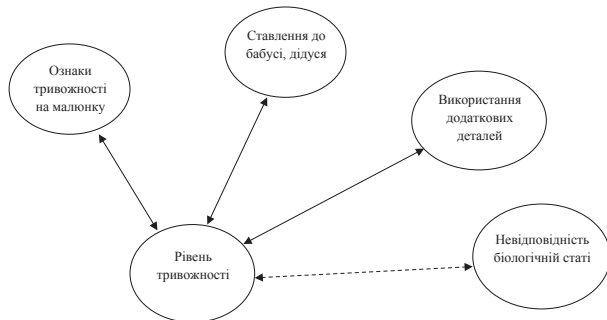 Ставлення до
бабусі, дідуся
Ознаки
тривожності
на малюнку
Використання
додаткових
деталей
Рівень
тривожності
Невідповідність
біологічній статі